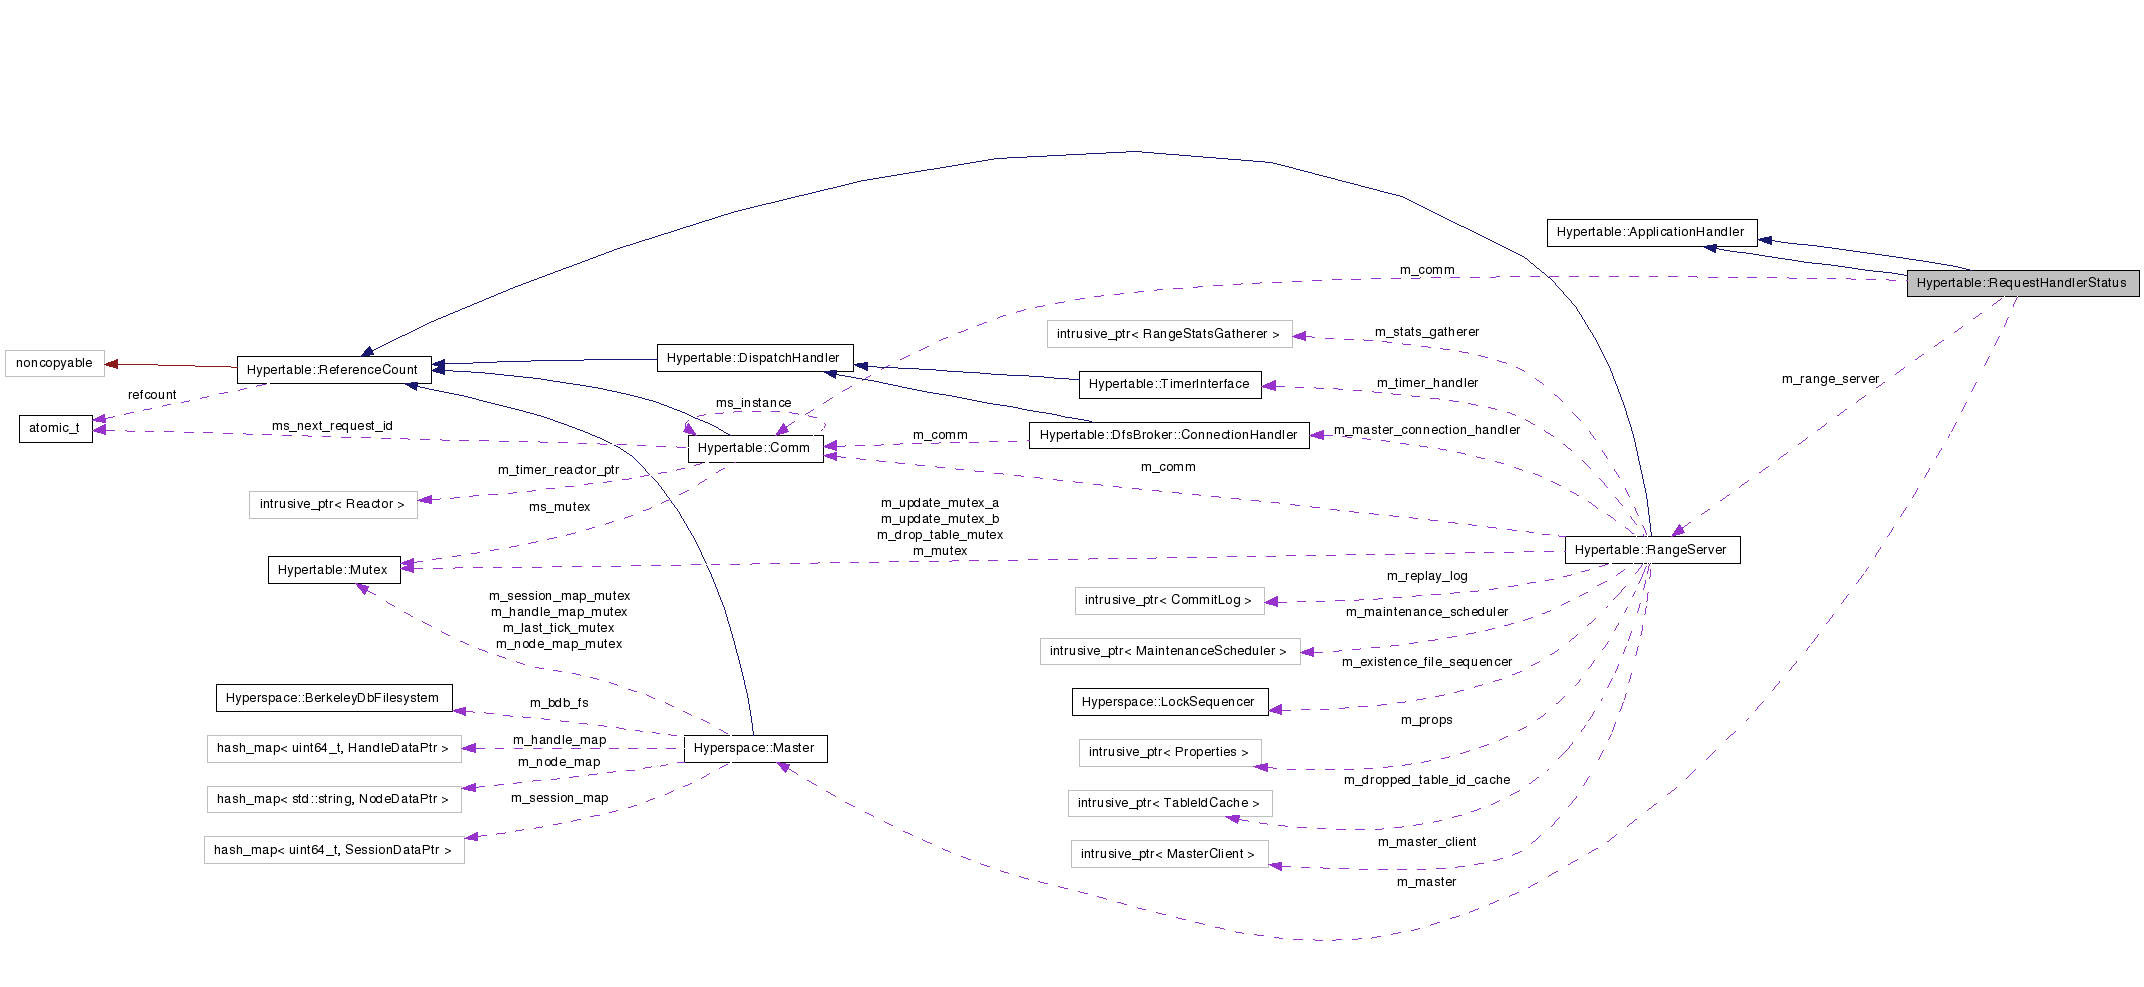 Hypertable::ApplicationHandler
m_comm
Hypertable::RequestHandlerStatus
intrusive_ptr< RangeStatsGatherer >
m_stats_gatherer
noncopyable
Hypertable::ReferenceCount
Hypertable::DispatchHandler
Hypertable::TimerInterface
m_timer_handler
m_range_server
refcount
ms_instance
atomic_t
ms_next_request_id
Hypertable::Comm
m_comm
Hypertable::DfsBroker::ConnectionHandler
m_master_connection_handler
m_timer_reactor_ptr
m_comm
intrusive_ptr< Reactor >
ms_mutex
m_update_mutex_a
m_update_mutex_b
m_drop_table_mutex
m_mutex
Hypertable::RangeServer
Hypertable::Mutex
m_replay_log
intrusive_ptr< CommitLog >
m_session_map_mutex
m_handle_map_mutex
m_last_tick_mutex
m_node_map_mutex
m_maintenance_scheduler
intrusive_ptr< MaintenanceScheduler >
m_existence_file_sequencer
Hyperspace::BerkeleyDbFilesystem
m_bdb_fs
Hyperspace::LockSequencer
m_props
hash_map< uint64_t, HandleDataPtr >
m_handle_map
Hyperspace::Master
intrusive_ptr< Properties >
m_node_map
m_dropped_table_id_cache
hash_map< std::string, NodeDataPtr >
m_session_map
intrusive_ptr< TableIdCache >
hash_map< uint64_t, SessionDataPtr >
m_master_client
intrusive_ptr< MasterClient >
m_master